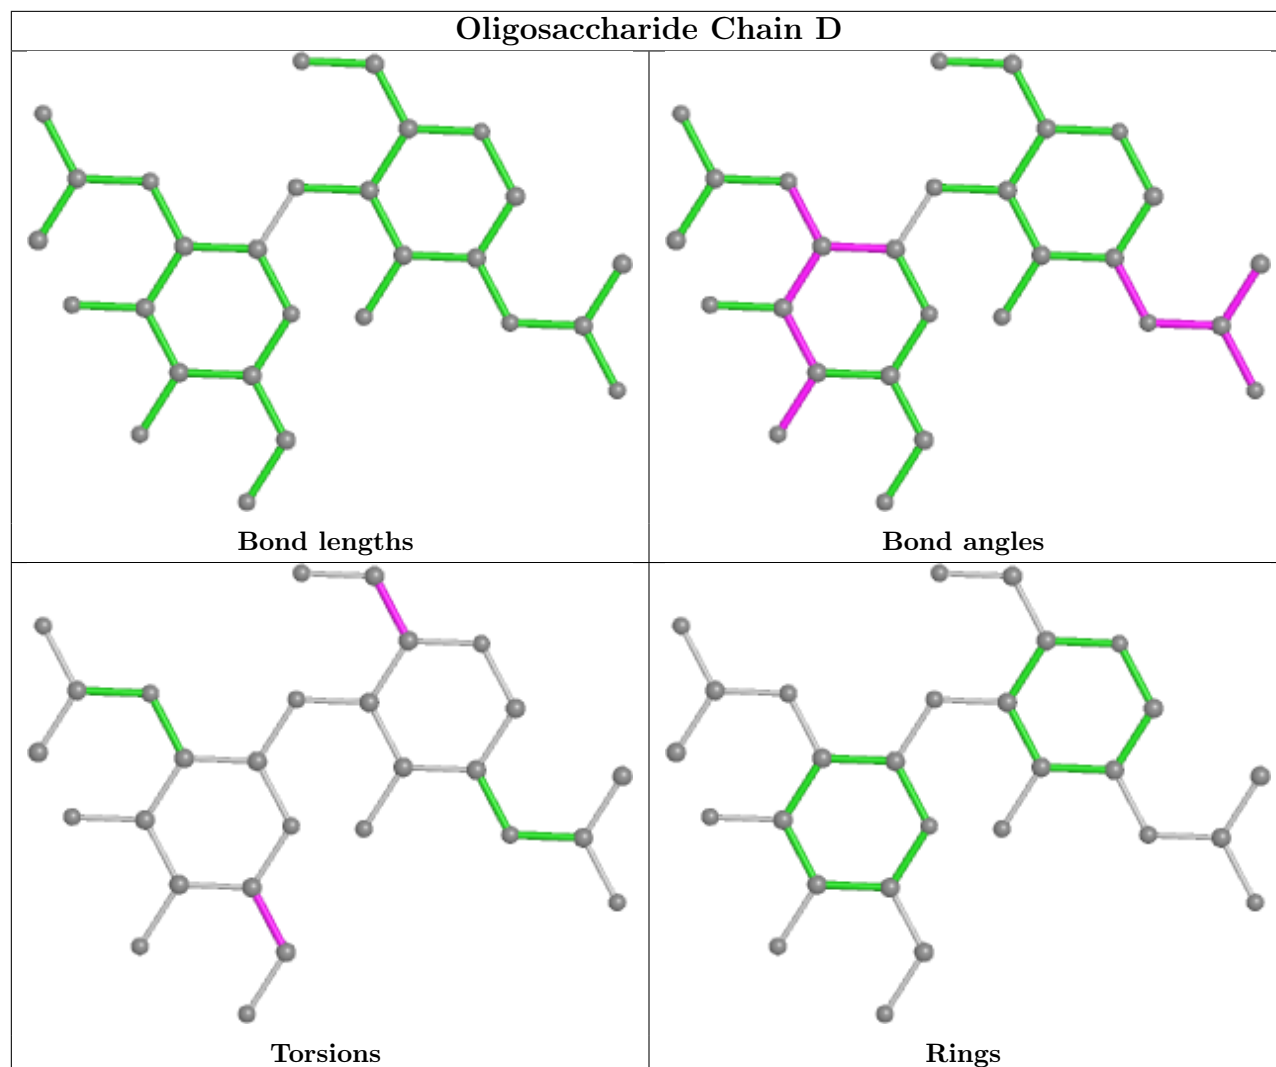 Oligosaccharide Chain D
Bond lengths
Bond angles
Torsions
Rings